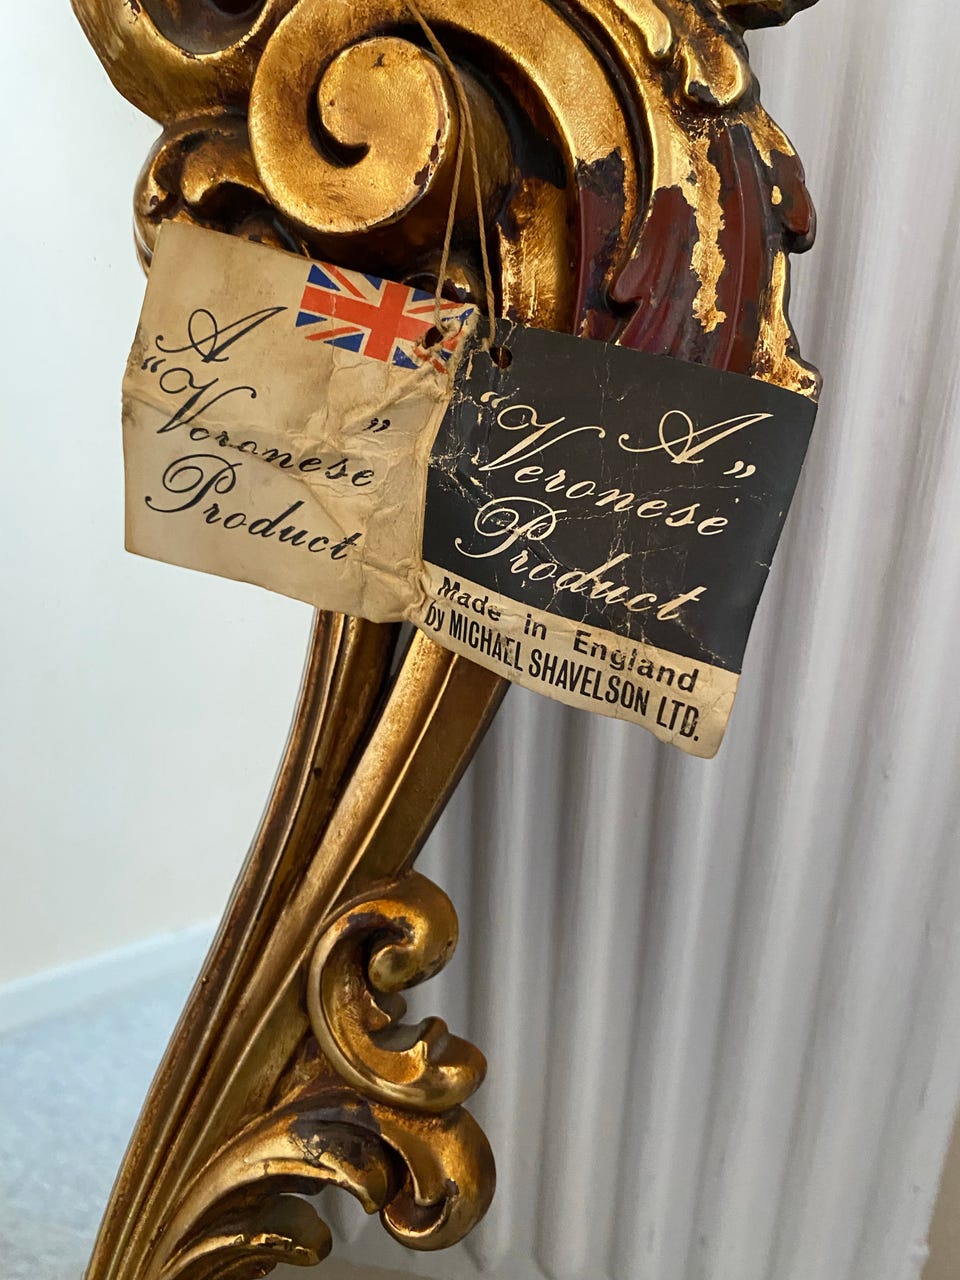 A
“Veronese”
Product
A
“Veronese”
Product
Made in England
by MICHAEL SHAVELSON LTD.